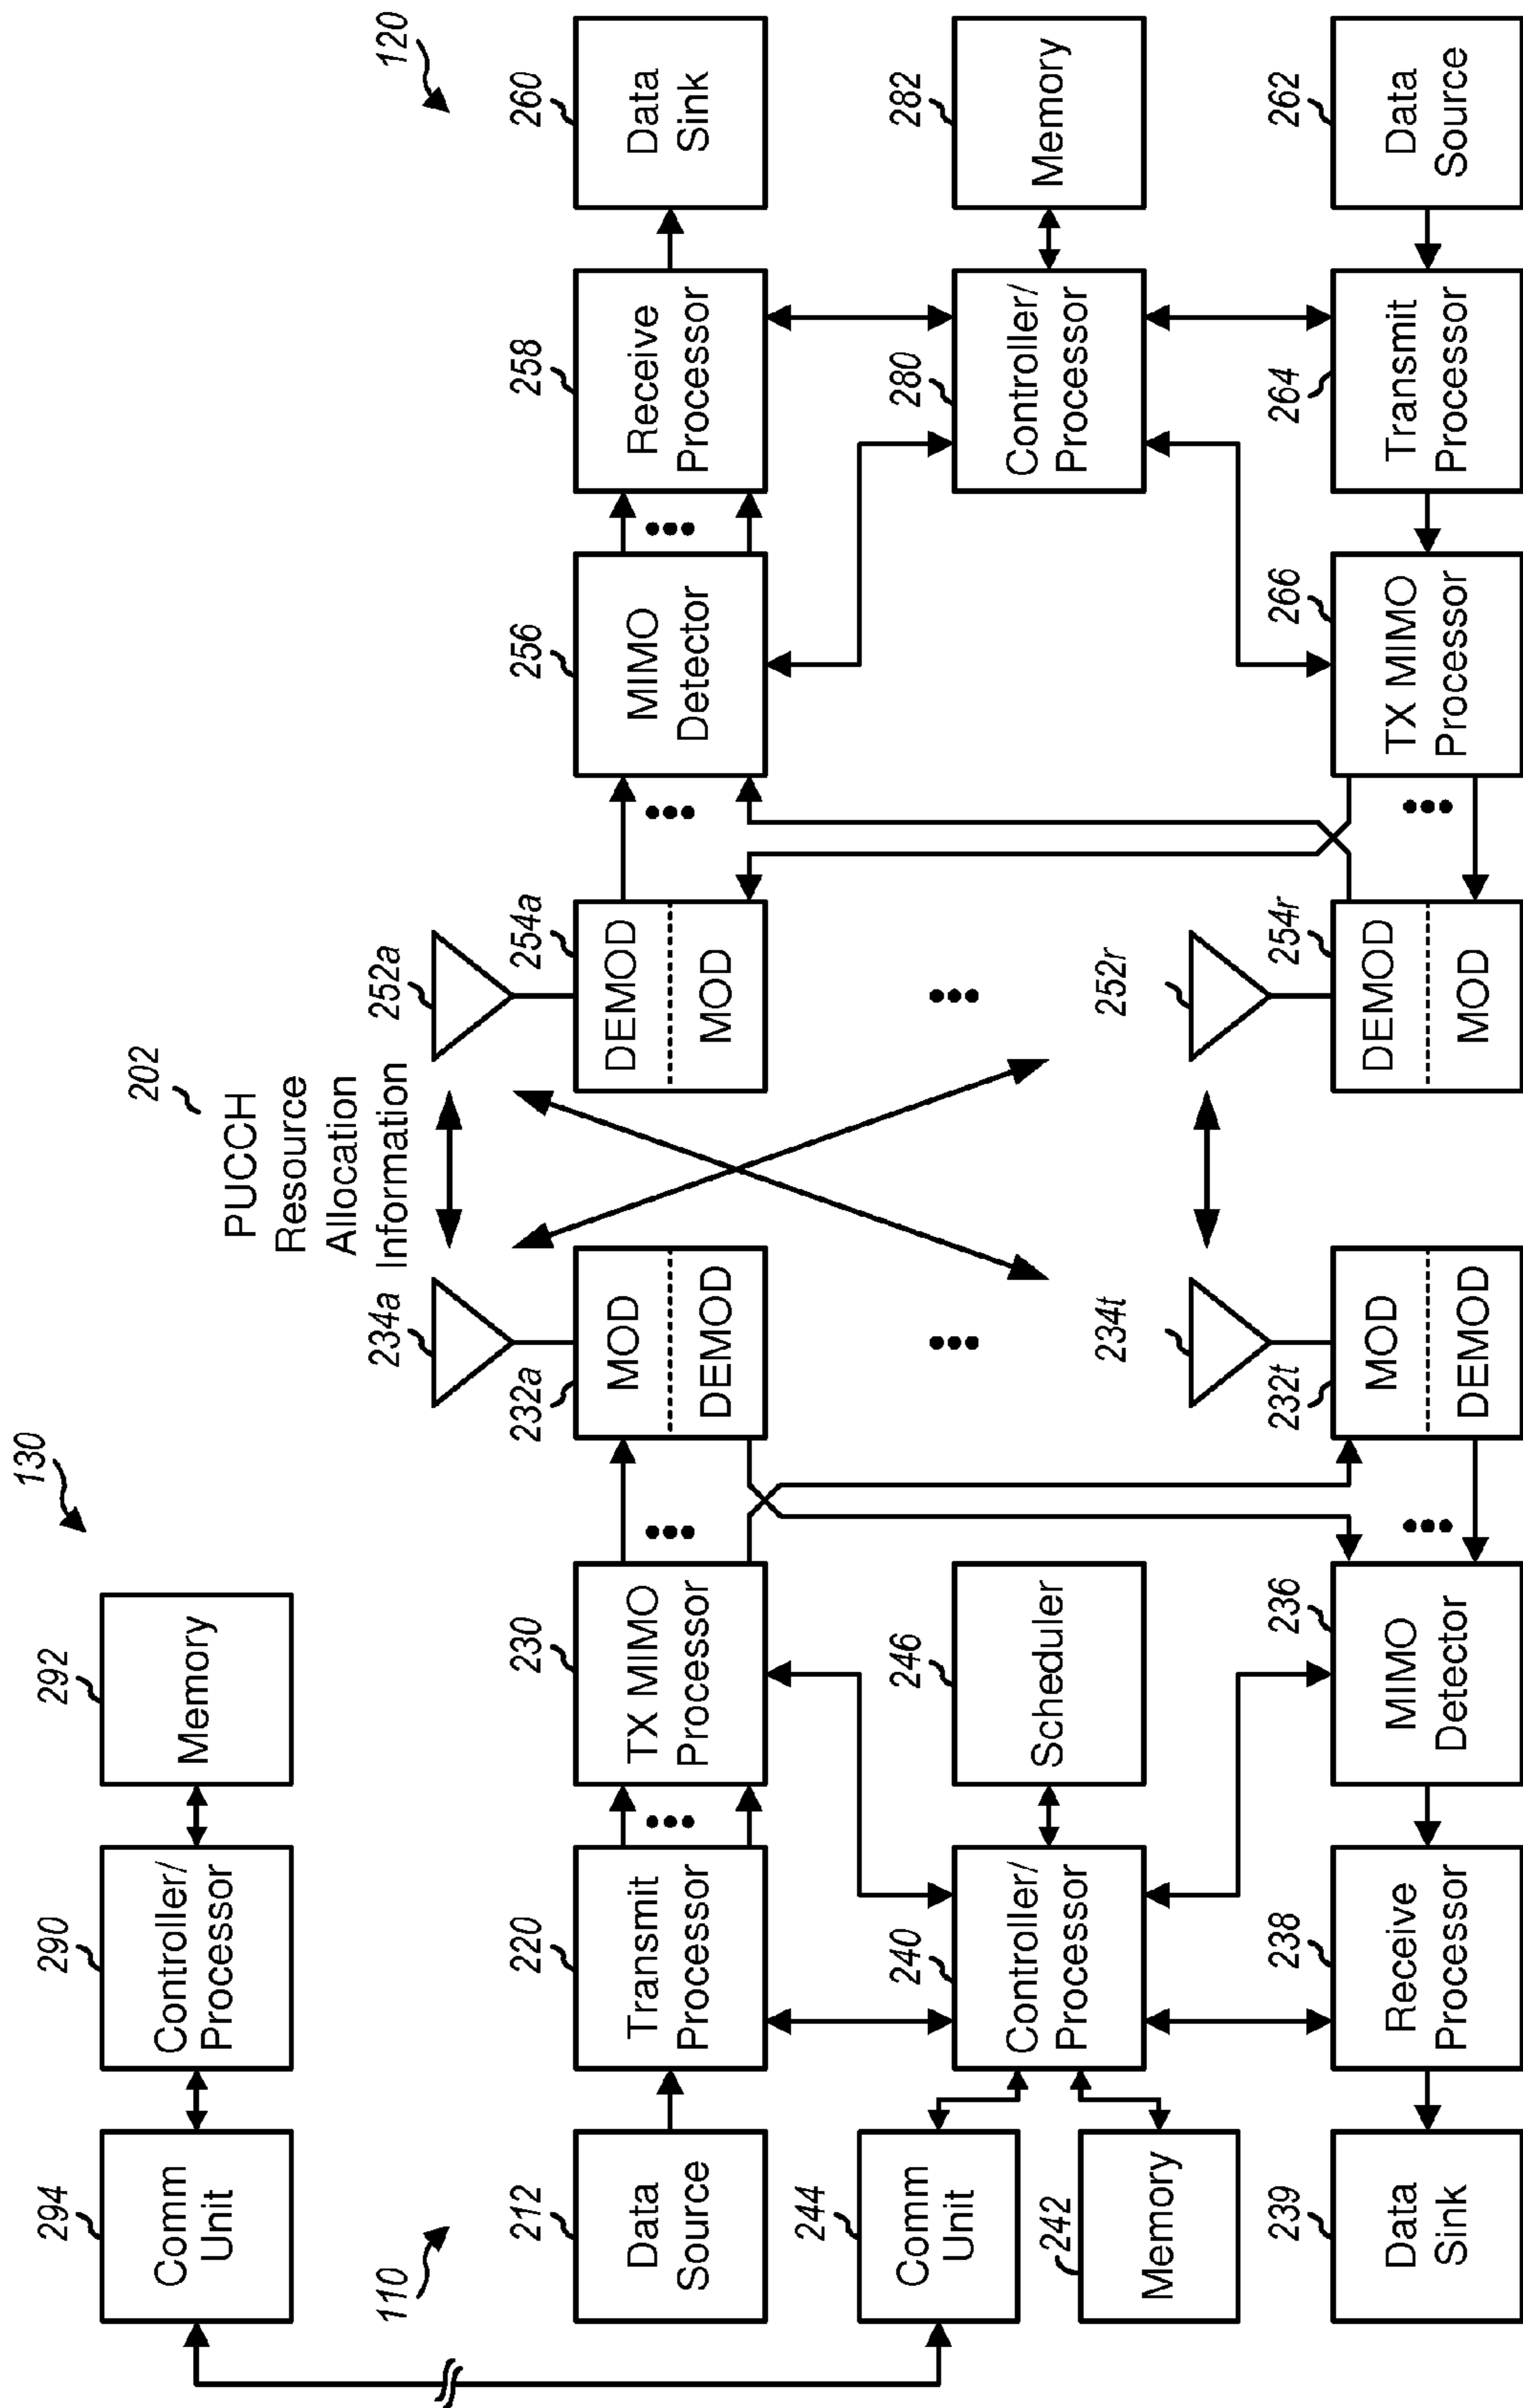 130
294
Comm
Unit
290
Controller/
Processor
292
Memory
110
120
202
PUCCH
Resource
Allocation
Information
212
Data
Source
220
Transmit
Processor
230
TX MIMO
Processor
234a
232a
MOD
DEMOD
252a
254a
DEMOD
MOD
256
MIMO
Detector
258
Receive
Processor
260
Data
Sink
244
Comm
Unit
242
Memory
240
Controller/
Processor
246
Scheduler
280
Controller/
Processor
282
Memory
239
Data
Sink
238
Receive
Processor
236
MIMO
Detector
234t
232t
MOD
DEMOD
252r
254r
DEMOD
MOD
266
TX MIMO
Processor
264
Transmit
Processor
262
Data
Source